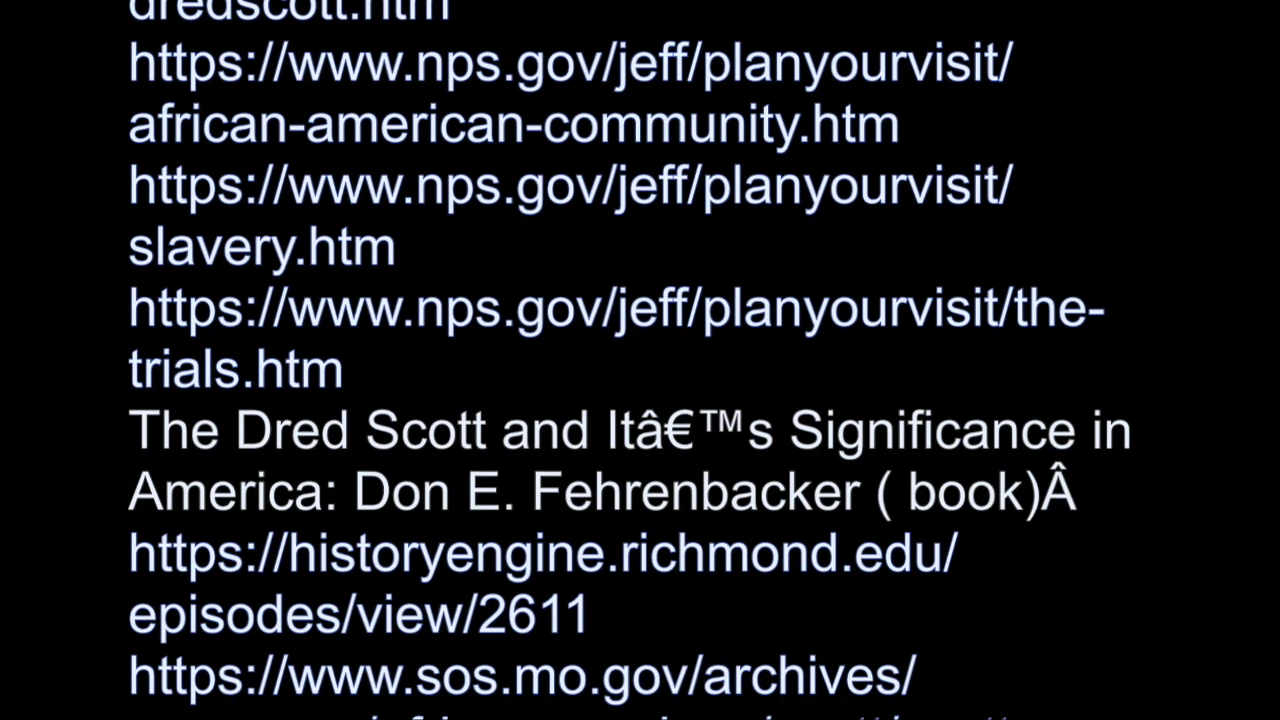 dredscott.htm
https://www.nps.gov/jeff/planyourvisit/
african-american-community.htm
https://www.nps.gov/jeff/planyourvisit/
slavery.htm
https://www.nps.gov/jeff/planyourvisit/the-
trials.htm
The Dred Scott and Itâ€™s Significance in
America: Don E. Fehrenbacker ( book)Â
https://historyengine.richmond.edu/
episodes/view/2611
https://www.sos.mo.gov/archives/